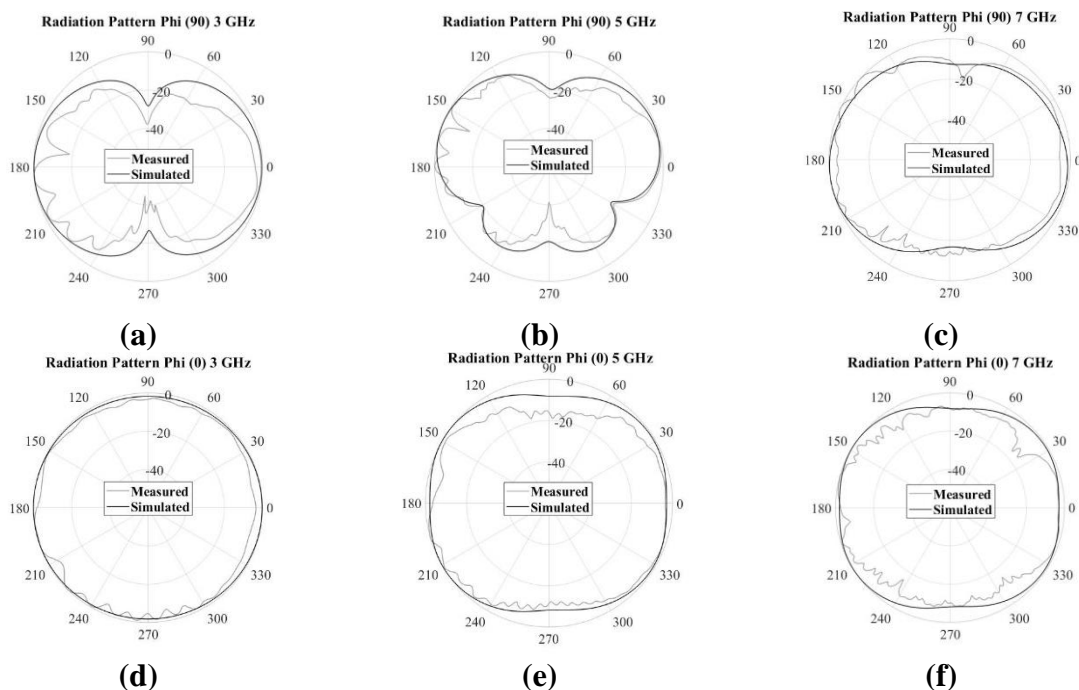 Radiation Pattern Phi (90) 3 GHz
90
120 0 60
-20
150 30
-40
Measured
Simulated
180 0
210 330
240 300
270
(a)
Radiation Pattern Phi (90) 5 GHz
90
120 0 60
-20
150 30
-40
Measured
Simulated
180 0
210 330
240 300
270
(b)
Radiation Pattern Phi (90) 7 GHz
90
120 0 60
-20
150 30
-40
Measured
Simulated
180 0
210 330
240 300
270
(c)
Radiation Pattern Phi (0) 3 GHz
90
120 0 60
-20
150 30
-40
Measured
Simulated
180 0
210 330
240 300
270
(d)
Radiation Pattern Phi (0) 5 GHz
90
120 0 60
-20
150 30
-40
Measured
Simulated
180 0
210 330
240 300
270
(e)
Radiation Pattern Phi (0) 7 GHz
90
120 0 60
-20
150 30
-40
Measured
Simulated
180 0
210 330
240 300
270
(f)